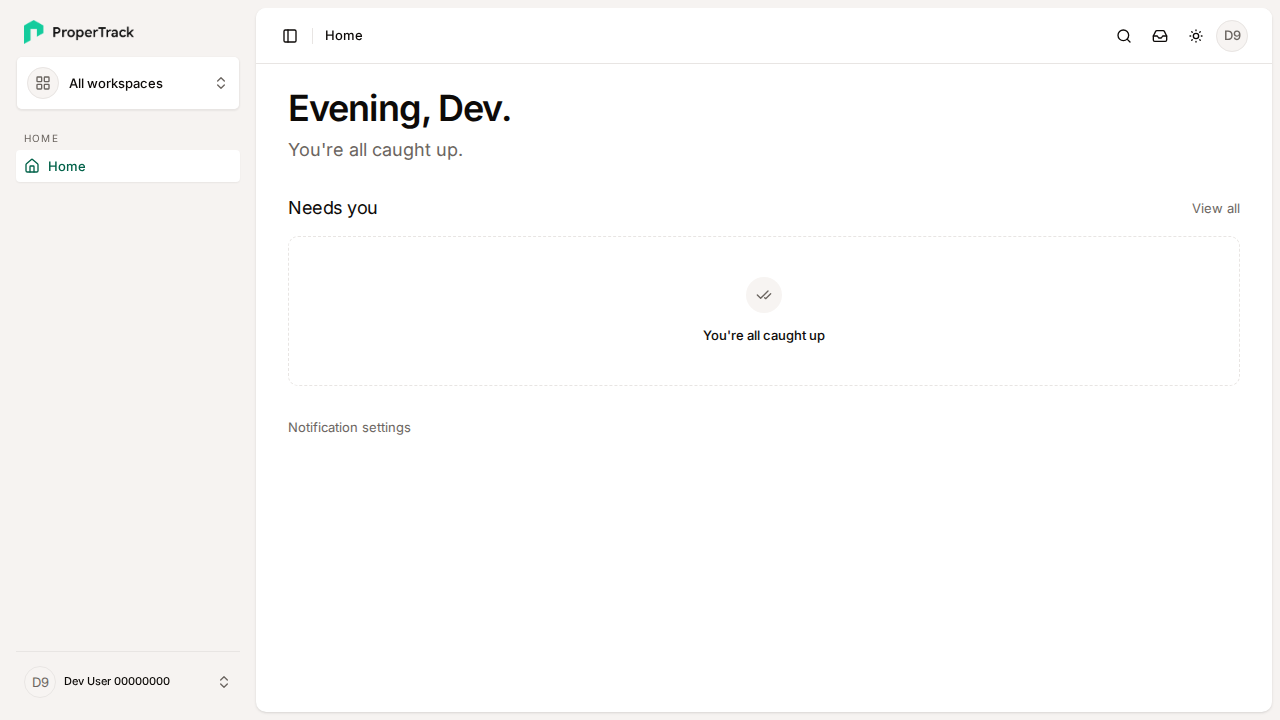 ProperTrack
All workspaces
HOME
Home
D9
Dev User 00000000
Home
D9
Evening, Dev.
You're all caught up.
Needs you
View all
You're all caught up
Notification settings